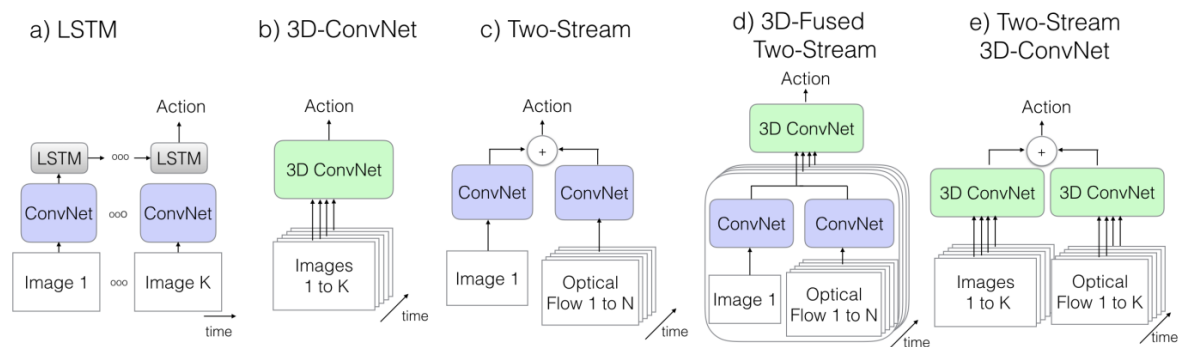 a) LSTM
Action
LSTM
ooo
LSTM
ConvNet
ooo
ConvNet
Image 1
ooo
Image K
time
b) 3D-ConvNet
Action
3D ConvNet
Images
1 to K
time
c) Two-Stream
Action
+
ConvNet
ConvNet
Image 1
Optical
Flow 1 to N
time
d) 3D-Fused
Two-Stream
Action
3D ConvNet
ConvNet
ConvNet
Image 1
Optical
Flow 1 to N
time
e) Two-Stream
3D-ConvNet
Action
+
3D ConvNet
3D ConvNet
Images
1 to K
Optical
Flow 1 to K
time